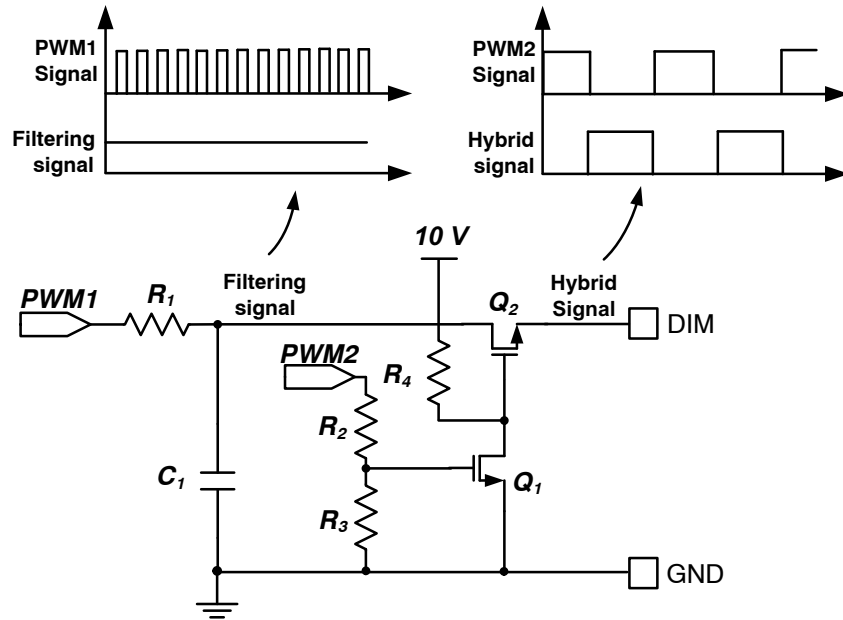 PWM1
Signal
Filtering
signal
PWM2
Signal
Hybrid
signal
10 V
Filtering
signal
Hybrid
Signal
PWM1
R1
Q2
DIM
PWM2
R4
R2
C1
Q1
R3
GND